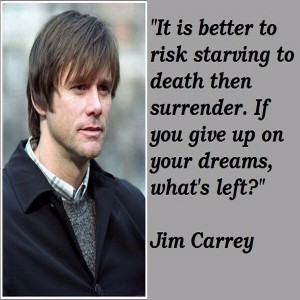 "It is better to
risk starving to
death then
surrender. If
you give up on
your dreams,
what's left?"
Jim Carrey